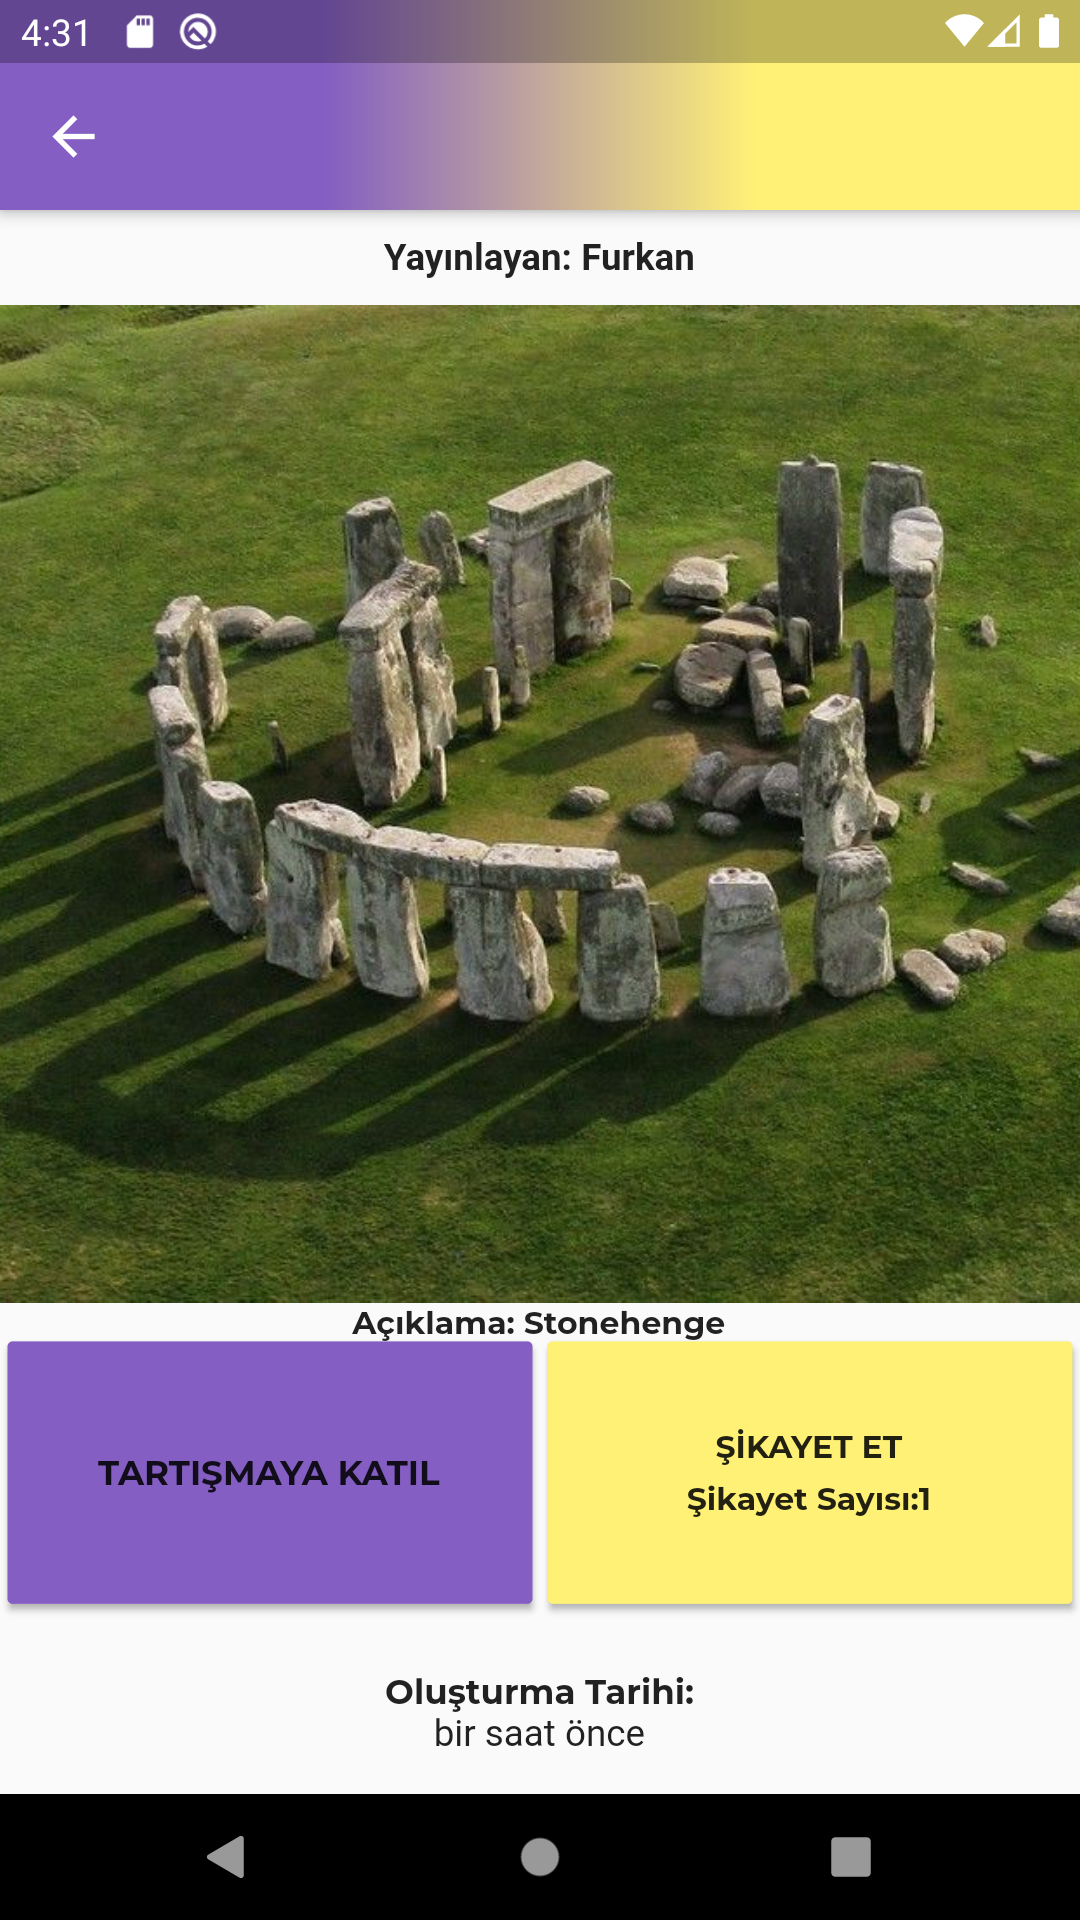 4:31
Yayınlayan: Furkan
Açıklama: Stonehenge
TARTIŞMAYA KATIL
ŞİKAYET ET
Şikayet Sayısı:1
Oluşturma Tarihi:
bir saat önce